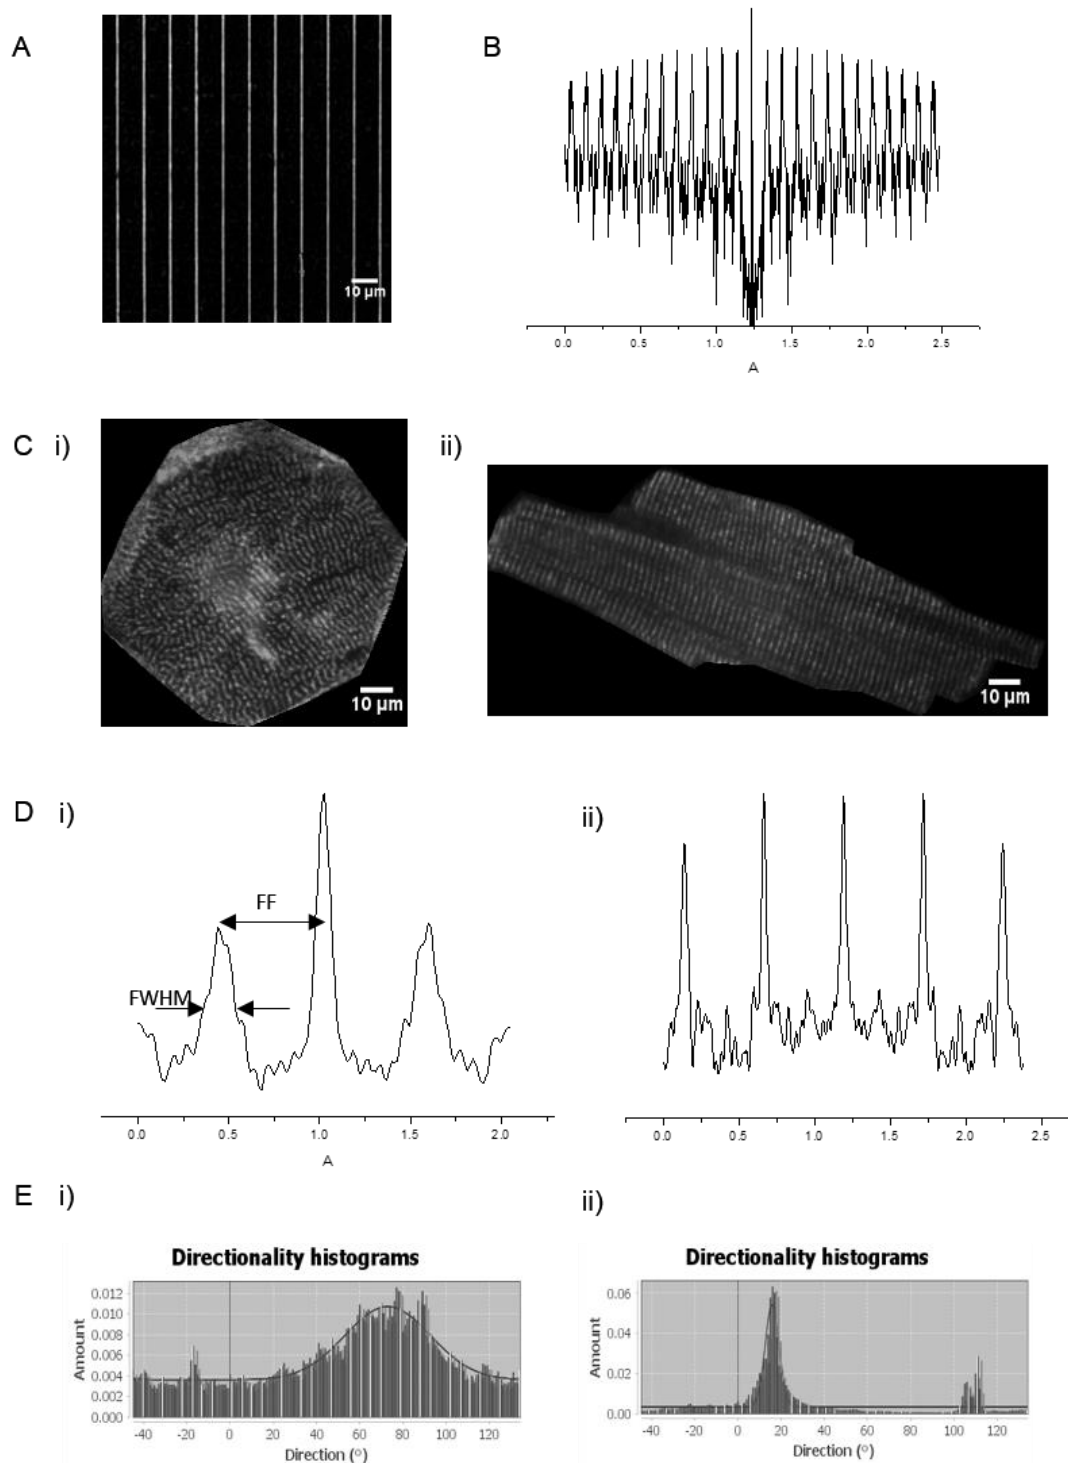 A
B
10 µm
0.0 0.5 1.0 1.5 2.0 2.5
A
C i)
ii)
10 µm
10 µm
D i)
ii)
FF
FWHM
0.0 0.5 1.0 1.5 2.0
A
0.0 0.5 1.0 1.5 2.0 2.5
E i)
ii)
Directionality histograms
0.012
0.010
0.008
0.006
0.004
0.002
0.000
Amount
-40 -20 0 20 40 60 80 100 120
Direction (°)
Directionality histograms
0.06
0.04
0.02
0.00
Amount
-40 -20 0 20 40 60 80 100 120
Direction (°)